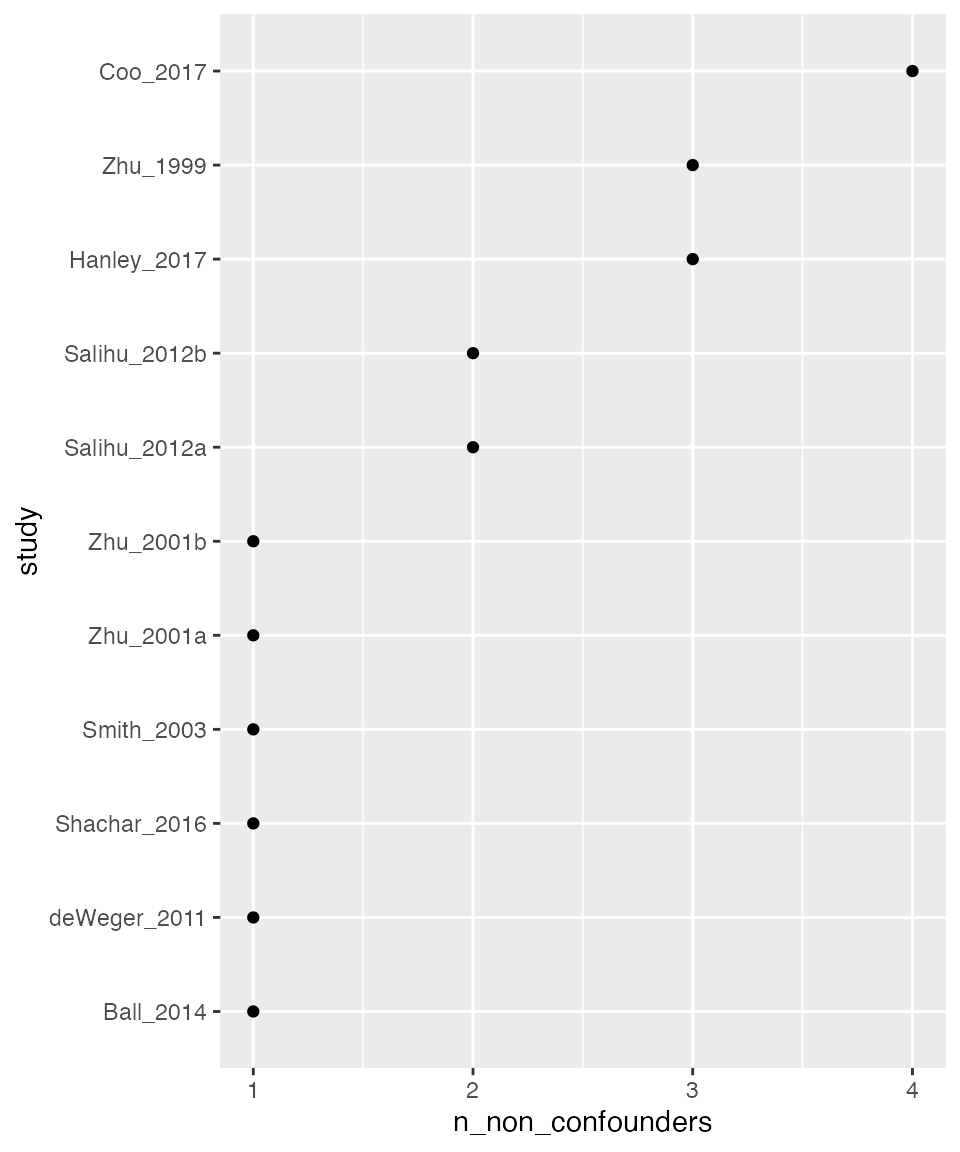 Coo_2017
Zhu_1999
Hanley_2017
Salihu_2012b
Salihu_2012a
Zhu_2001b
Zhu_2001a
Smith_2003
Shachar_2016
deWeger_2011
Ball_2014
study
1 2 3 4
n_non_confounders